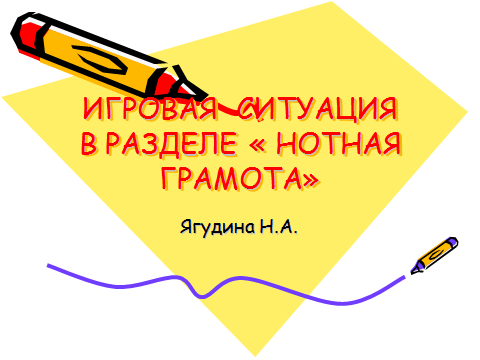 ИГРОВАЯ СИТУАЦИЯ
В РАЗДЕЛЕ « НОТНАЯ
ГРАМОТА»
Ягудина Н.А.